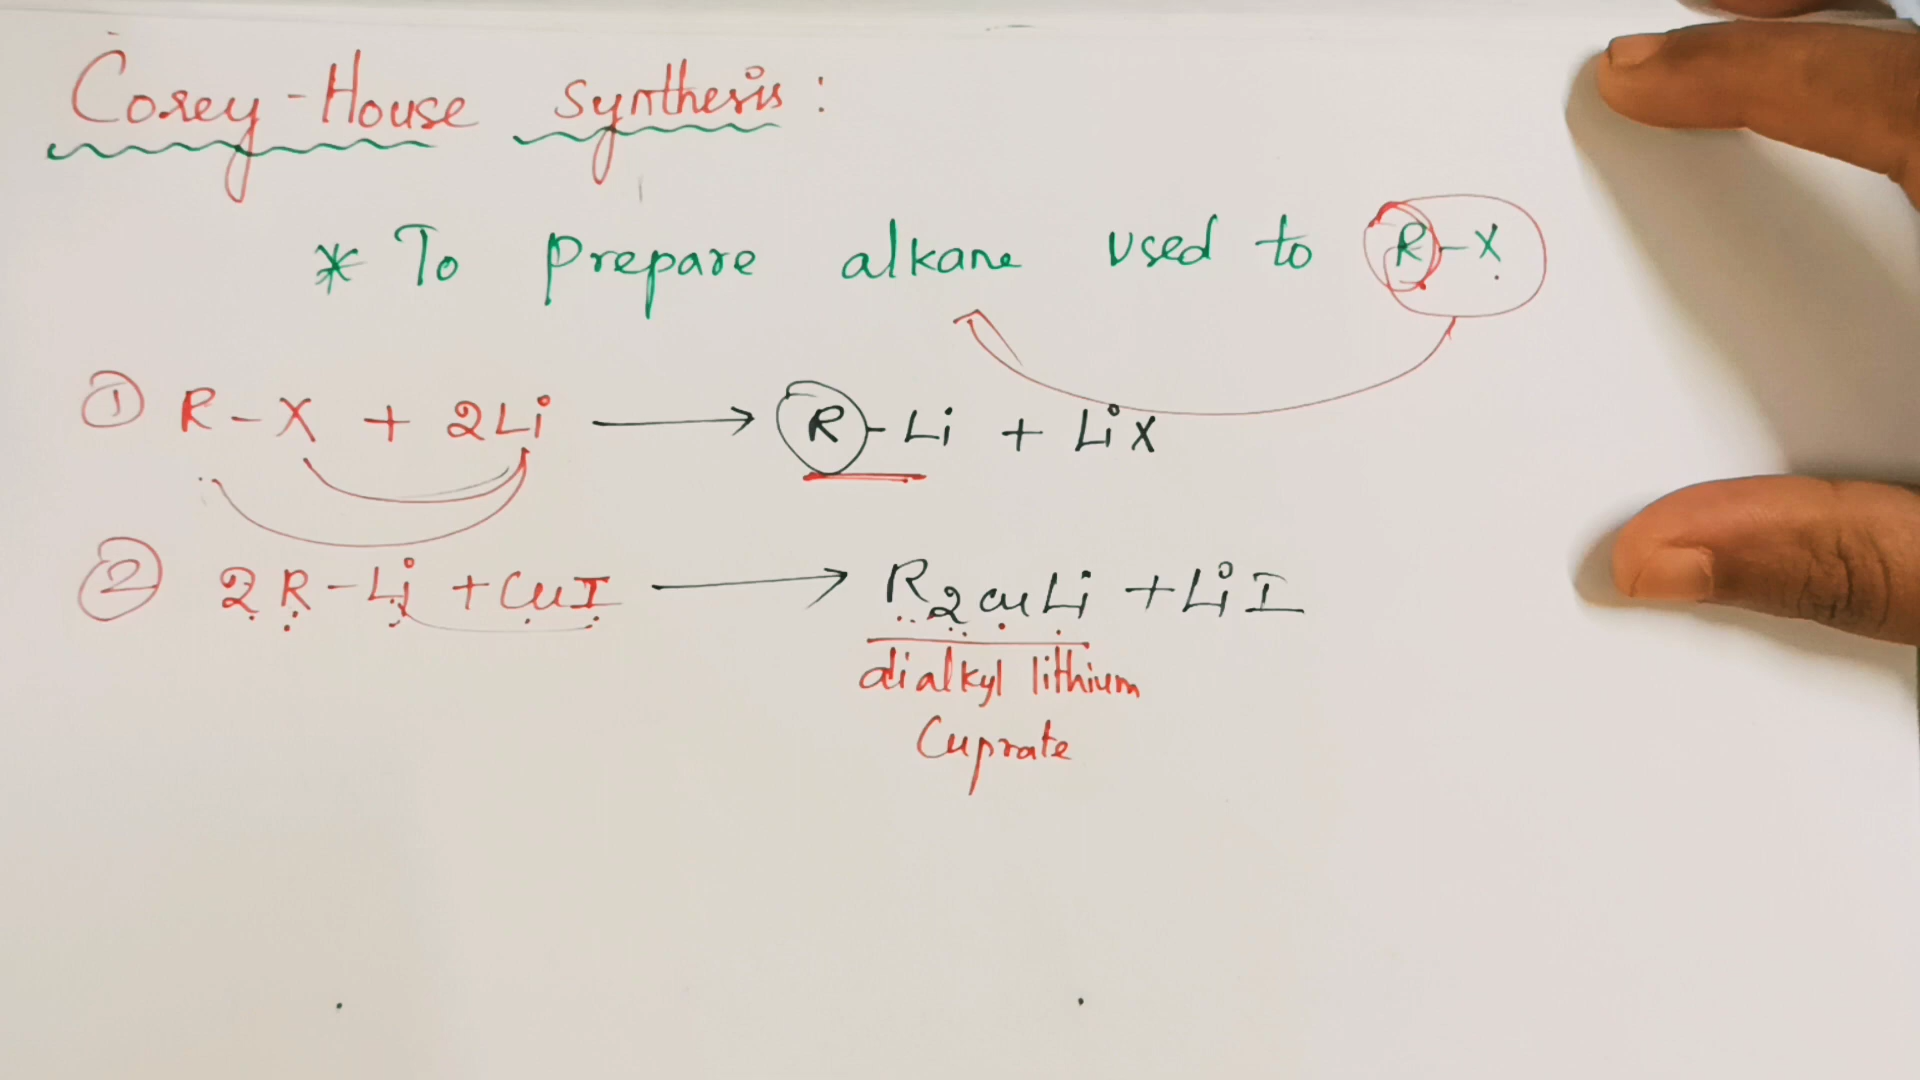 Corey-House synthesis:
* To prepare alkane used to R-X
① R-X + 2Li ⟶ R-Li + LiX
② 2R-Li + CuI ⟶ R₂CuLi + LiI
dialkyl lithium
Cuprate